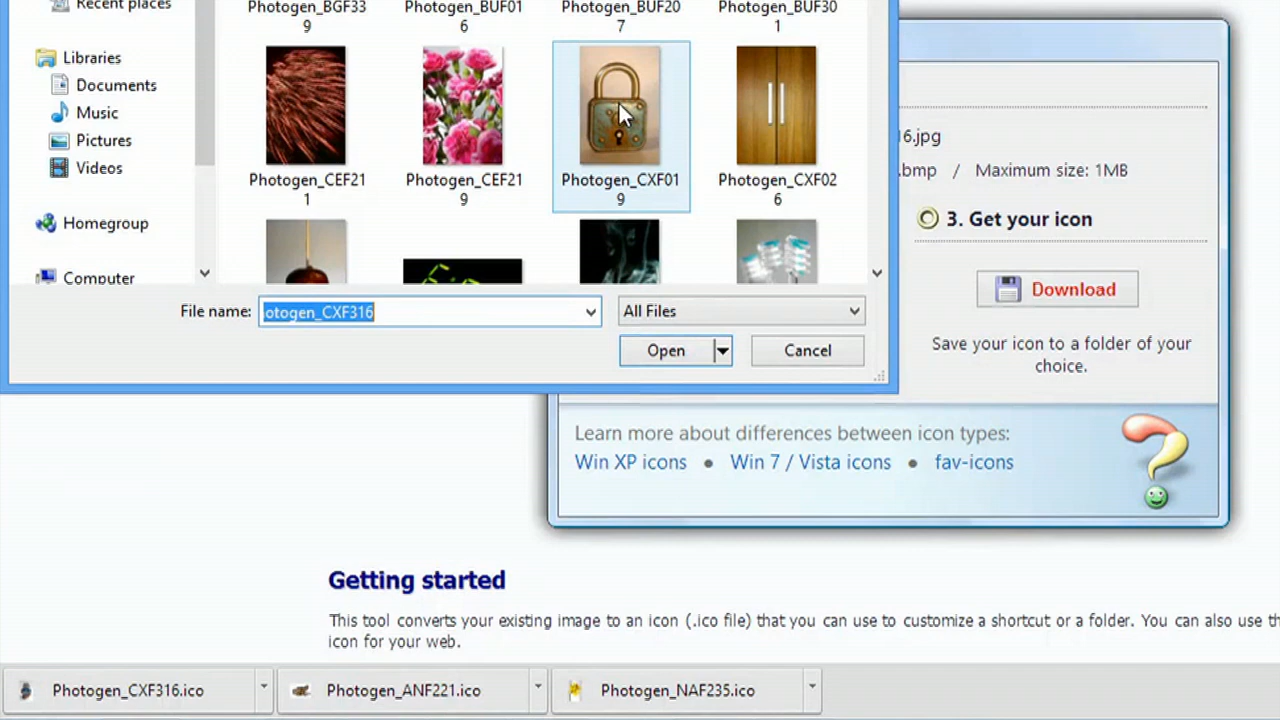 Recent places
Libraries
Documents
Music
Pictures
Videos
Homegroup
Computer
Photogen_BGF33
9
Photogen_BUF01
6
Photogen_BUF20
7
Photogen_BUF30
1
Photogen_CEF21
1
Photogen_CEF21
9
Photogen_CXF01
9
Photogen_CXF02
6
File name:
otogen_CXF316
All Files
Open
Cancel
16.jpg
.bmp / Maximum size: 1MB
3. Get your icon
Download
Save your icon to a folder of your
choice.
Learn more about differences between icon types:
Win XP icons ● Win 7 / Vista icons ● fav-icons
Getting started
This tool converts your existing image to an icon (.ico file) that you can use to customize a shortcut or a folder. You can also use th
icon for your web.
Photogen_CXF316.ico
Photogen_ANF221.ico
Photogen_NAF235.ico